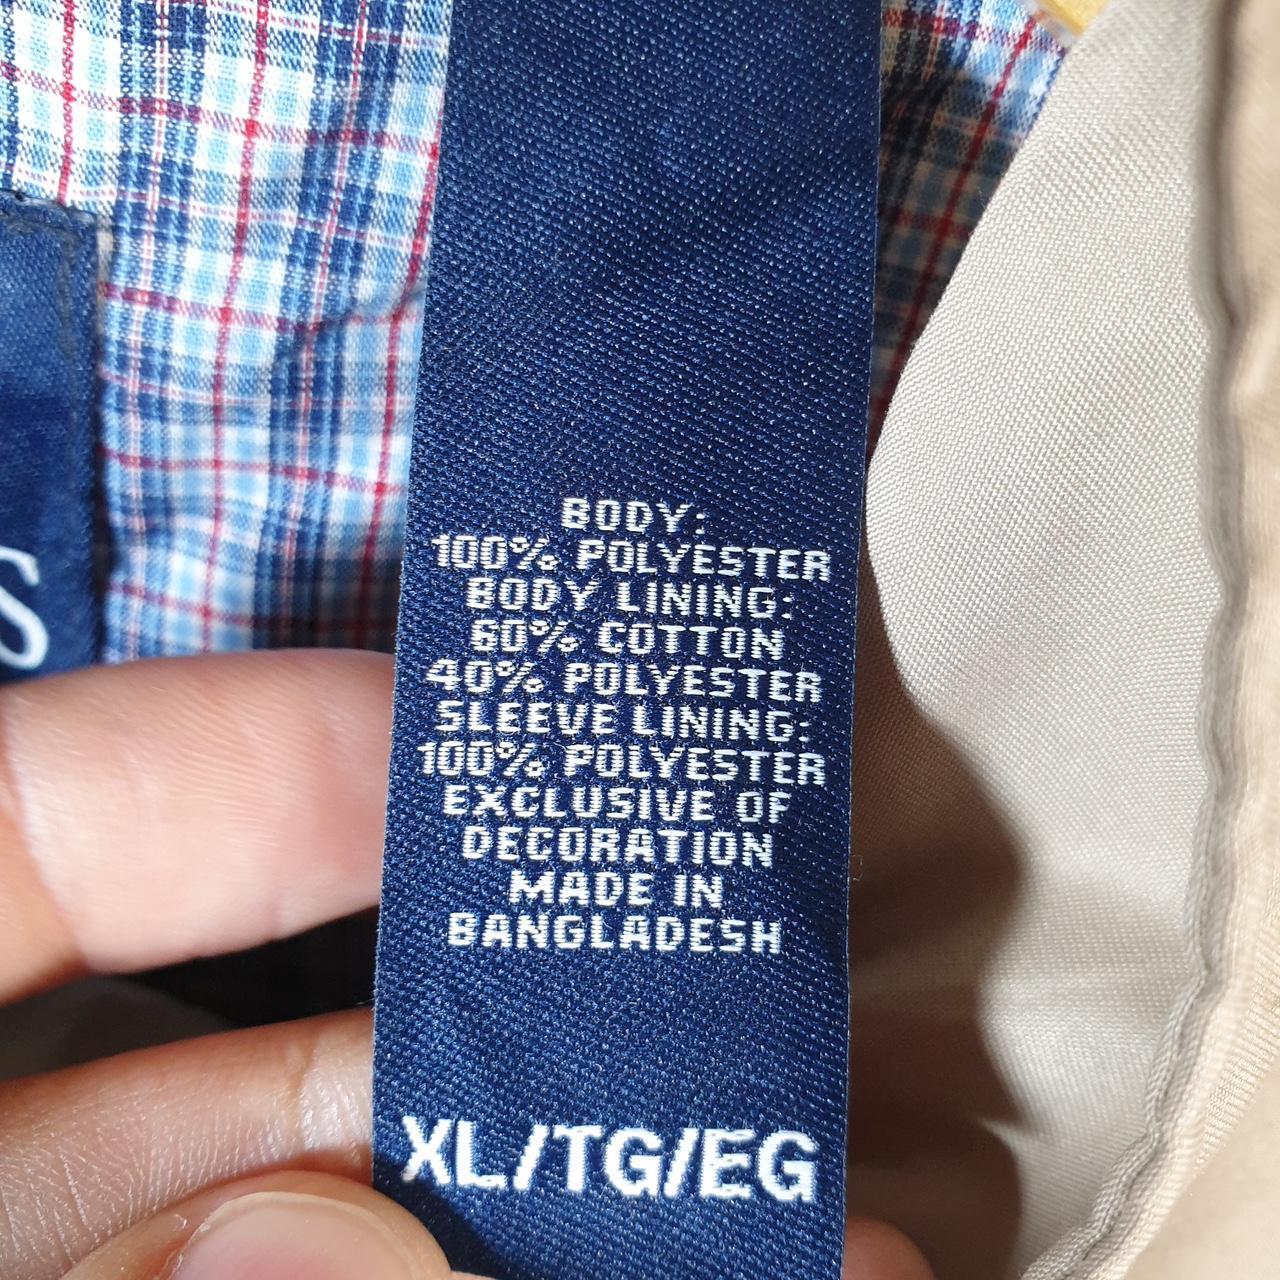 BODY:
100% POLYESTER
BODY LINING:
60% COTTON
40% POLYESTER
SLEEVE LINING:
100% POLYESTER
EXCLUSIVE OF
DECORATION
MADE IN
BANGLADESH
XL/TG/EG
S